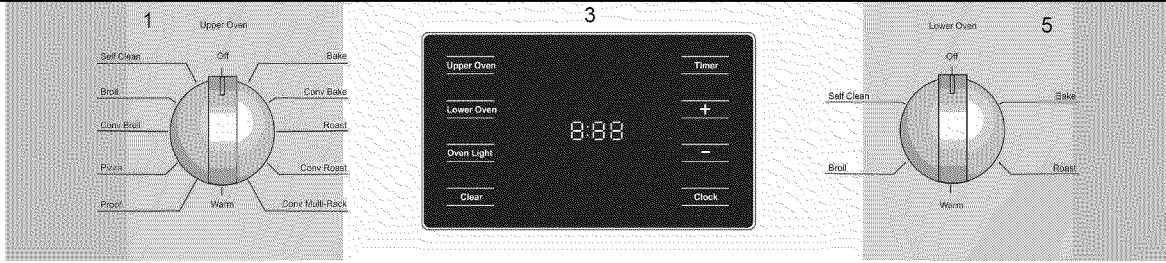 1
Upper Oven
Off
Self Clean
Bake
Broil
Conv Bake
Conv Broil
Roast
Pizza
Conv Roast
Proof
Warm
Conv Multi-Rack
3
Upper Oven
Timer
Lower Oven
+
8:88
Oven Light
-
Clear
Clock
Lower Oven
5
Off
Self Clean
Bake
Broil
Roast
Warm